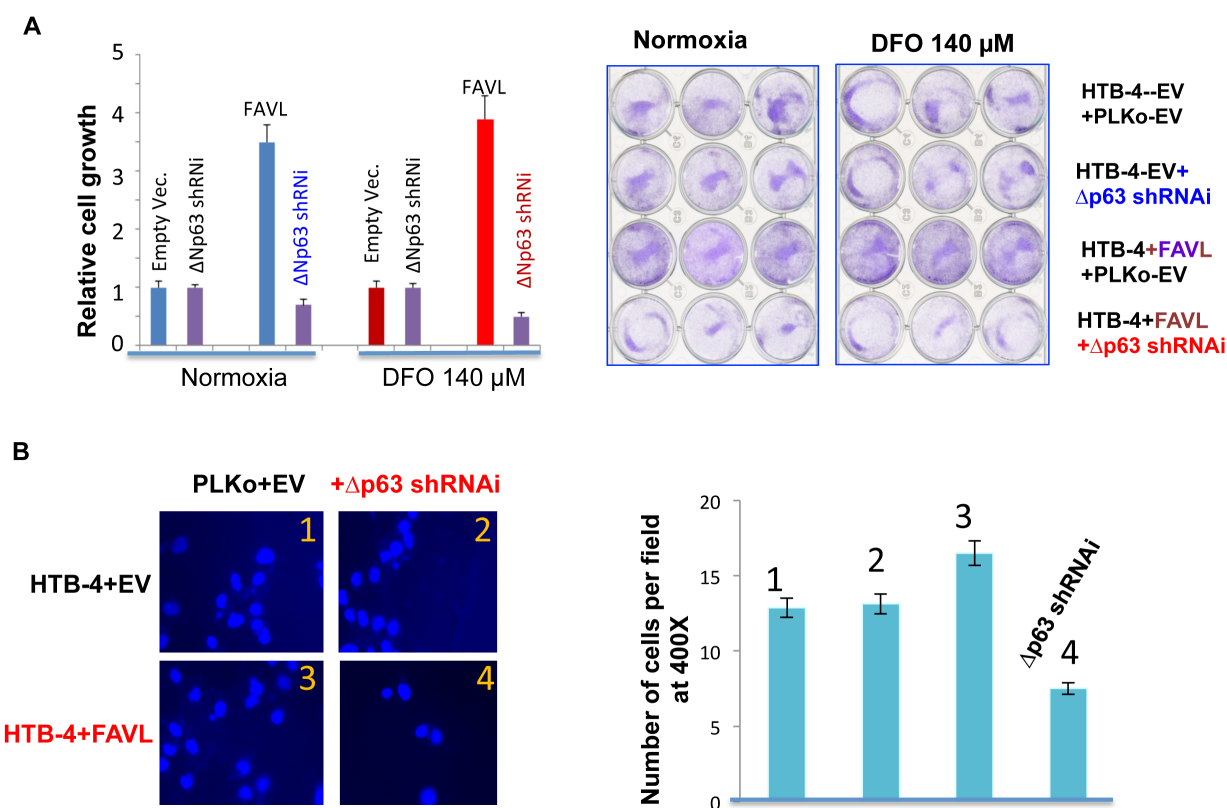 A
Relative cell growth
5
4
3
2
1
0
Empty Vec.
ΔNp63 shRNi
FAVL
ΔNp63 shRNi
Empty Vec.
ΔNp63 shRNi
FAVL
ΔNp63 shRNi
Normoxia
DFO 140 µM
Normoxia
DFO 140 µM
HTB-4--EV
+PLKo-EV
HTB-4-EV+
Δp63 shRNAi
HTB-4+FAVL
+PLKo-EV
HTB-4+FAVL
+Δp63 shRNAi
B
PLKo+EV
+Δp63 shRNAi
HTB-4+EV
1
2
HTB-4+FAVL
3
4
Number of cells per field
at 400X
20
15
10
5
0
1
2
3
Δp63 shRNAi
4